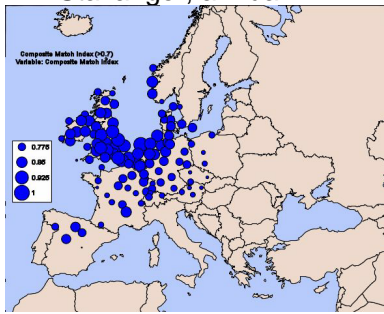 Composite Match Index (>0.7)
Variable: Composite Match Index
0.775
0.85
0.925
1